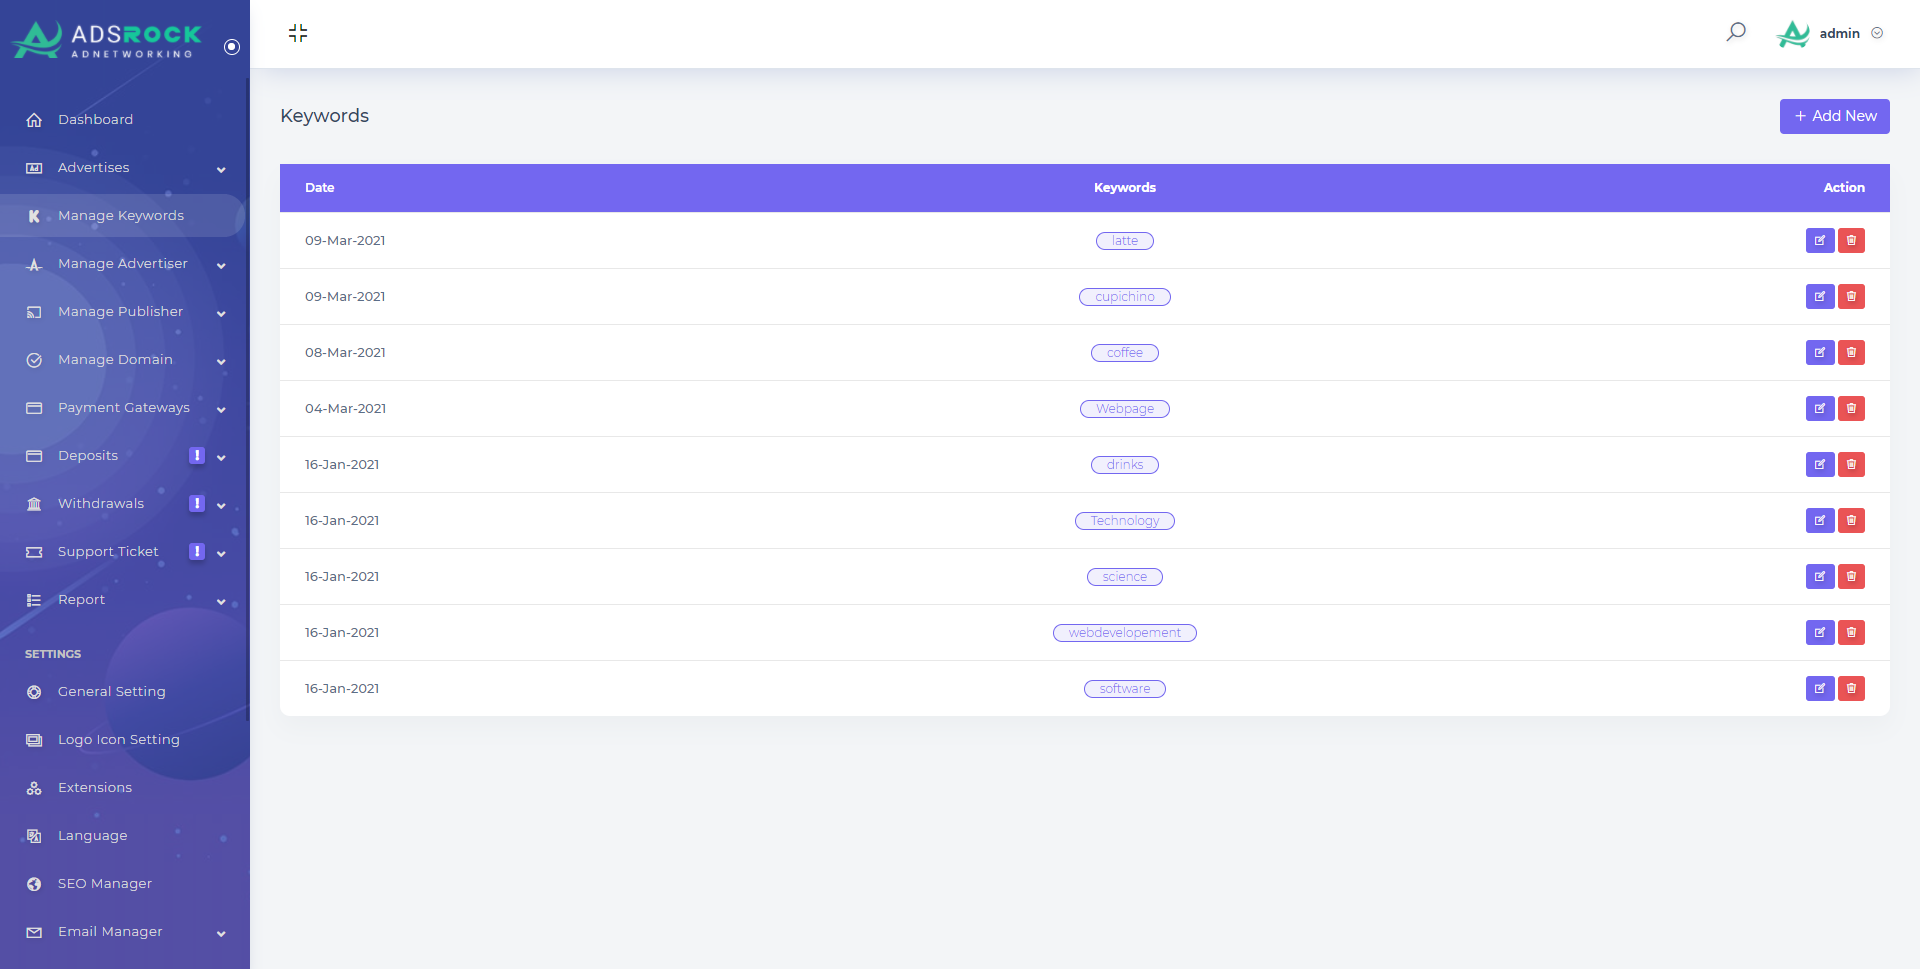 ADSROCK
ADNETWORKING
admin
Dashboard
Advertises
Manage Keywords
Manage Advertiser
Manage Publisher
Manage Domain
Payment Gateways
Deposits !
Withdrawals !
Support Ticket !
Report
SETTINGS
General Setting
Logo Icon Setting
Extensions
Language
SEO Manager
Email Manager
Keywords
+ Add New
Date Keywords Action
09-Mar-2021 latte
09-Mar-2021 cupichino
08-Mar-2021 coffee
04-Mar-2021 Webpage
16-Jan-2021 drinks
16-Jan-2021 Technology
16-Jan-2021 science
16-Jan-2021 webdevelopement
16-Jan-2021 software